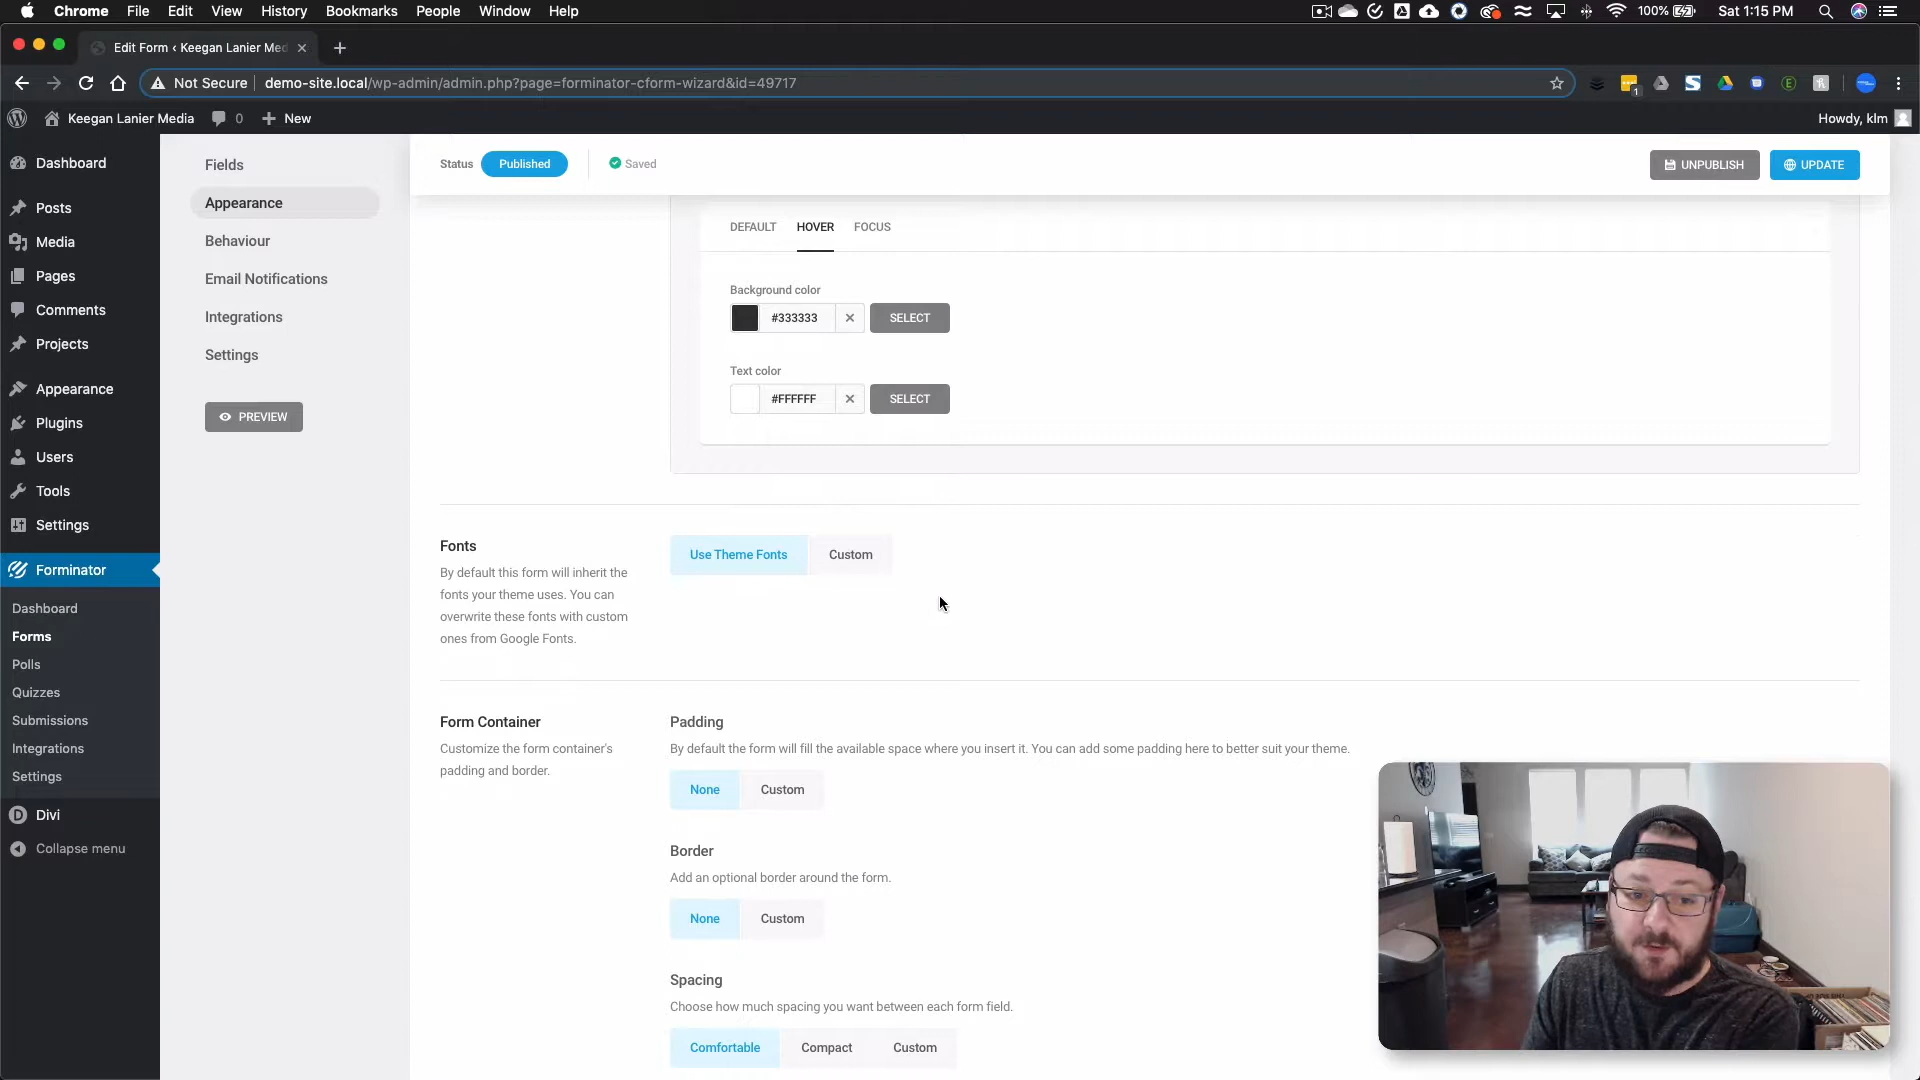 Chrome File Edit View History Bookmarks People Window Help
100% Sat 1:15 PM
Edit Form ‹ Keegan Lanier Med
Not Secure demo-site.local/wp-admin/admin.php?page=forminator-cform-wizard&id=49717
Keegan Lanier Media 0 New
Howdy, klm
Dashboard
Posts
Media
Pages
Comments
Projects
Appearance
Plugins
Users
Tools
Settings
Forminator
Dashboard
Forms
Polls
Quizzes
Submissions
Integrations
Settings
Divi
Collapse menu
Fields
Appearance
Behaviour
Email Notifications
Integrations
Settings
PREVIEW
Status Published Saved
UNPUBLISH UPDATE
DEFAULT HOVER FOCUS
Background color
#333333 SELECT
Text color
#FFFFFF SELECT
Fonts
By default this form will inherit the
fonts your theme uses. You can
overwrite these fonts with custom
ones from Google Fonts.
Use Theme Fonts Custom
Form Container
Customize the form container's
padding and border.
Padding
By default the form will fill the available space where you insert it. You can add some padding here to better suit your theme.
None Custom
Border
Add an optional border around the form.
None Custom
Spacing
Choose how much spacing you want between each form field.
Comfortable Compact Custom